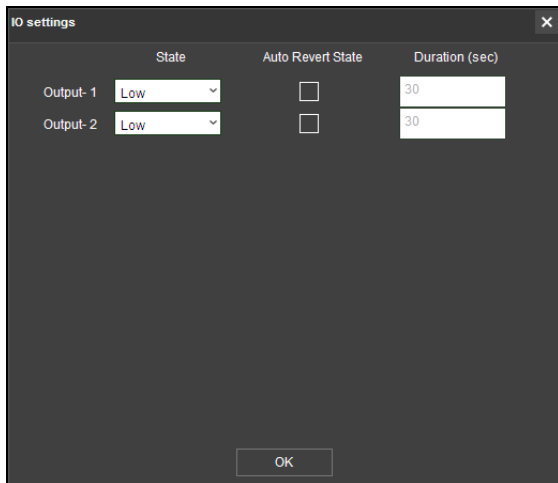 IO settings
State Auto Revert State Duration (sec)
Output- 1 Low 30
Output- 2 Low 30
OK